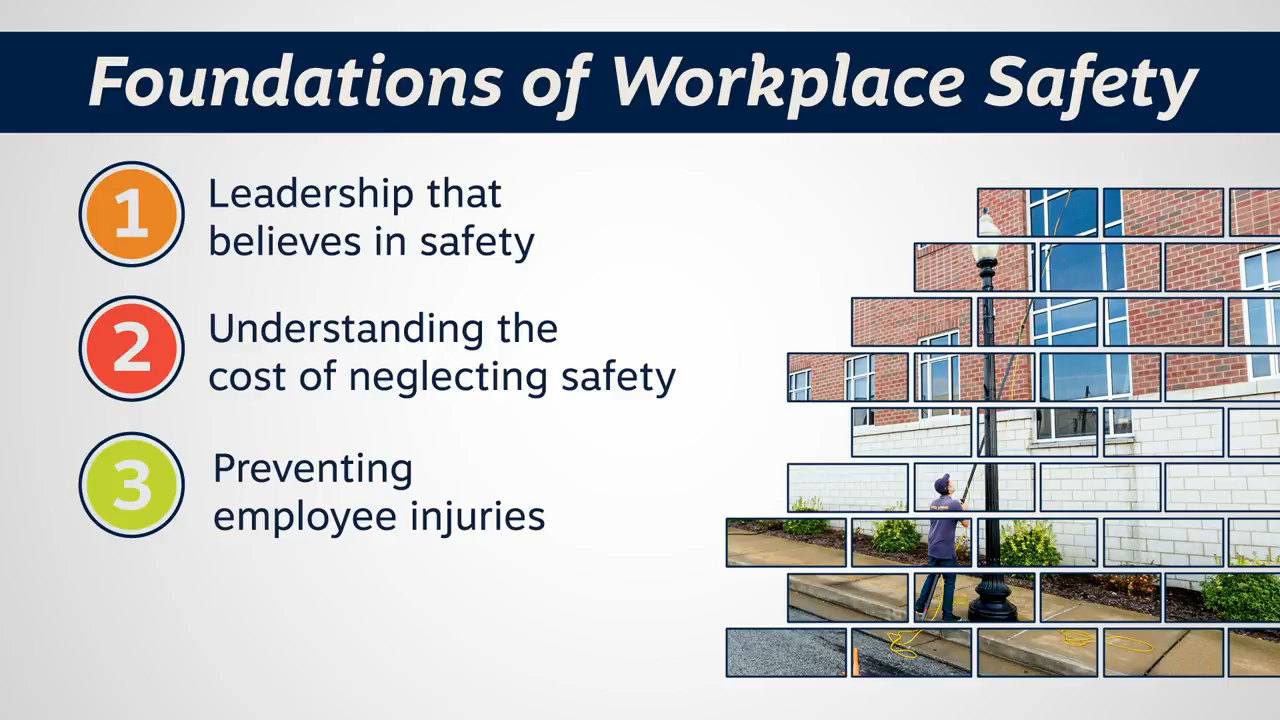 Foundations of Workplace Safety
1
Leadership that
believes in safety
2
Understanding the
cost of neglecting safety
3
Preventing
employee injuries